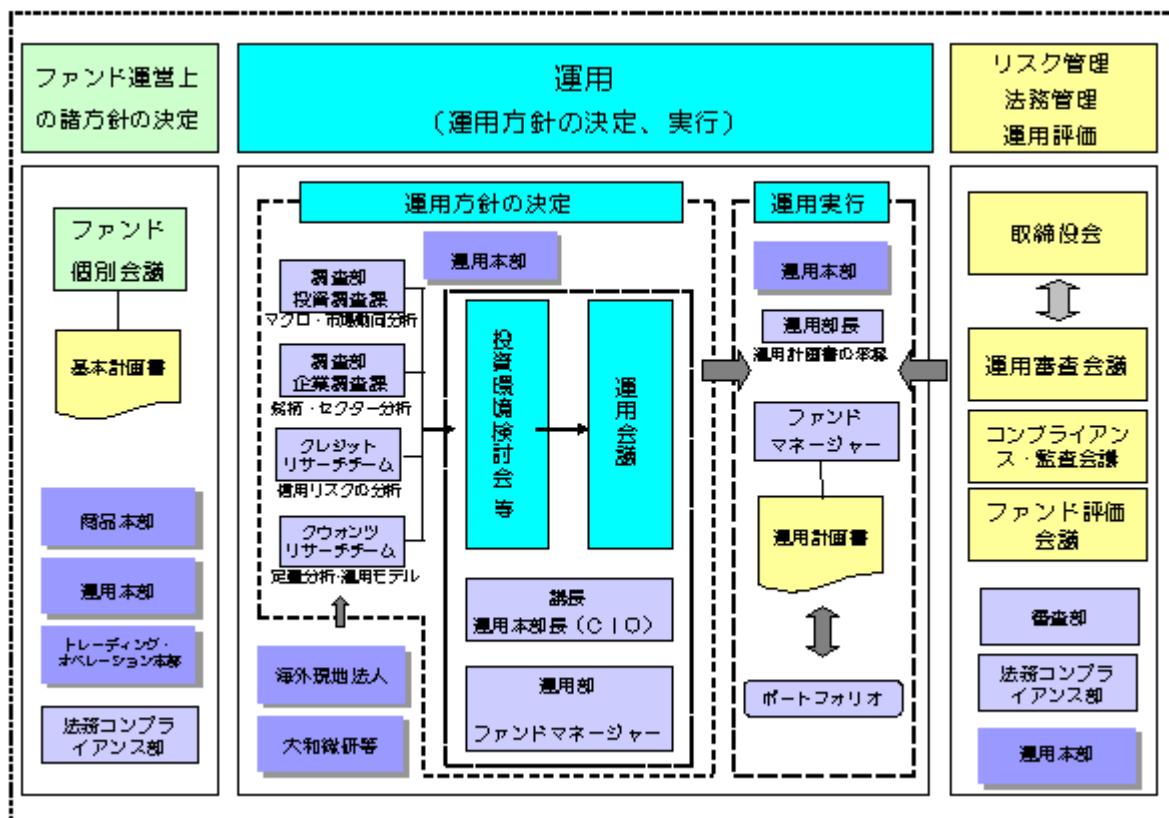 ファンド運営上
の諸方針の決定
ファンド
個別会議
基本計画書
商品本部
運用本部
トレーディング・
オペレーション本部
法務コンプラ
イアンス部
運用
(運用方針の決定、実行)
運用方針の決定
運用本部
調査部
投資調査課
マクロ・市場動向分析
調査部
企業調査課
銘柄・セクター分析
クレジット
リサーチチーム
信用リスクの分析
クウォンツ
リサーチチーム
定量分析・運用モデル
海外現地法人
大和総研等
投資環境検討会 等
運用会議
議長
運用本部長(CIO)
運用部
ファンドマネージャー
運用実行
運用本部
運用部長
運用計画書の承認
ファンド
マネージャー
運用計画書
ポートフォリオ
リスク管理
法務管理
運用評価
取締役会
運用審査会議
コンプライアン
ス・監査会議
ファンド評価
会議
審査部
法務コンプラ
イアンス部
運用本部